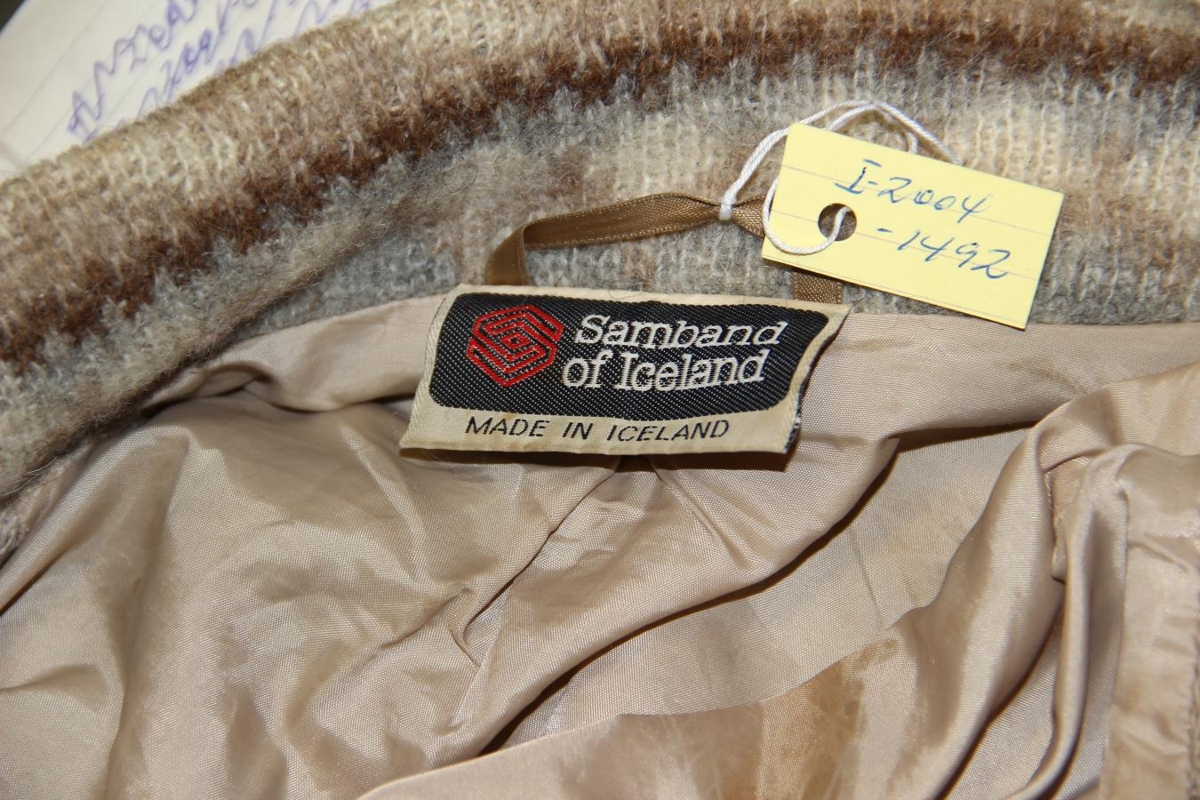 I-2004
-1492
Samband
of Iceland
MADE IN ICELAND